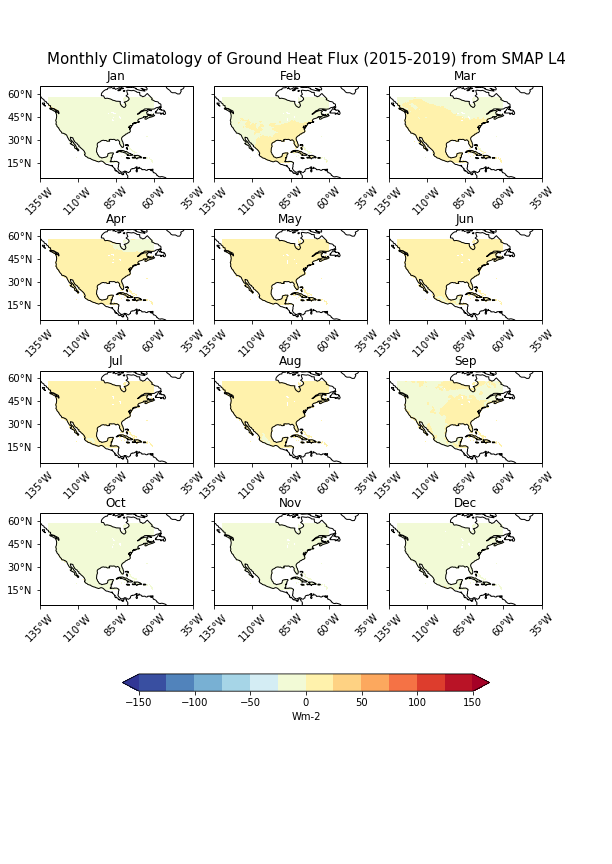 Monthly Climatology of Ground Heat Flux (2015-2019) from SMAP L4
Jan Feb Mar
60°N
45°N
30°N
15°N
135°W 110°W 85°W 60°W 35°W 135°W 110°W 85°W 60°W 35°W 135°W 110°W 85°W 60°W 35°W
Apr May Jun
60°N
45°N
30°N
15°N
135°W 110°W 85°W 60°W 35°W 135°W 110°W 85°W 60°W 35°W 135°W 110°W 85°W 60°W 35°W
Jul Aug Sep
60°N
45°N
30°N
15°N
135°W 110°W 85°W 60°W 35°W 135°W 110°W 85°W 60°W 35°W 135°W 110°W 85°W 60°W 35°W
Oct Nov Dec
60°N
45°N
30°N
15°N
135°W 110°W 85°W 60°W 35°W 135°W 110°W 85°W 60°W 35°W 135°W 110°W 85°W 60°W 35°W
−150 −100 −50 0 50 100 150
Wm-2